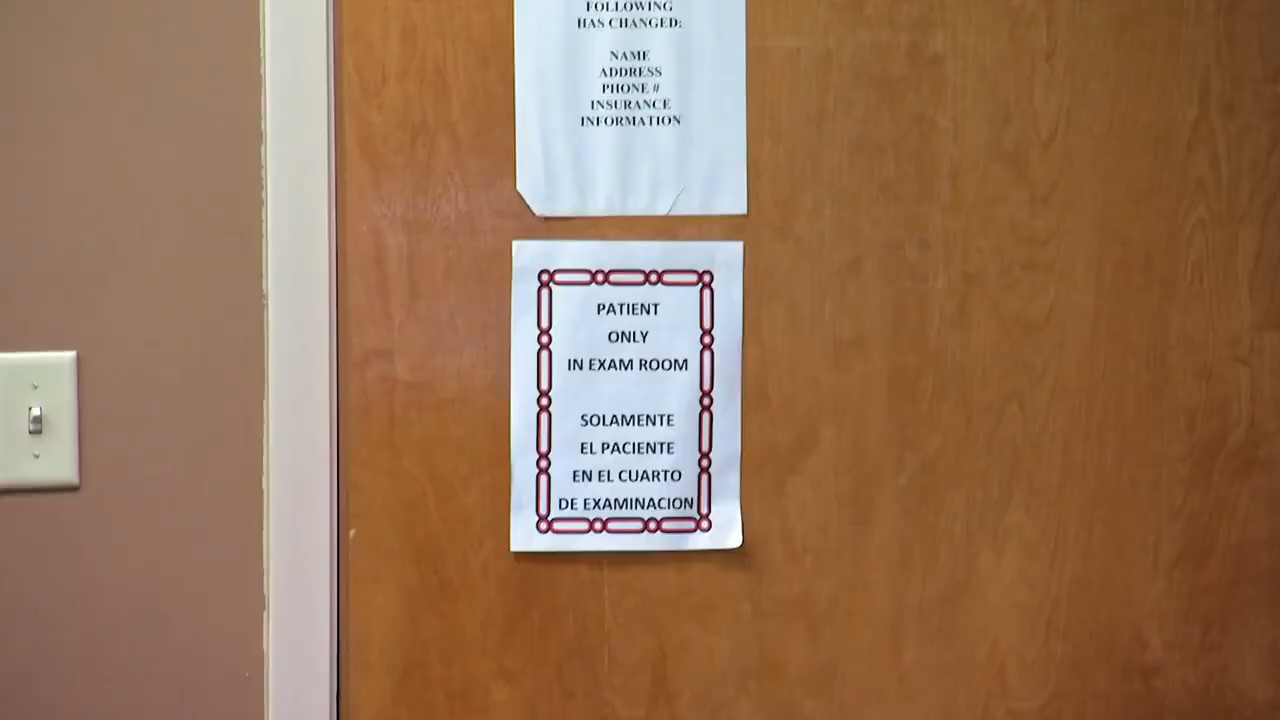 FOLLOWING
HAS CHANGED:
NAME
ADDRESS
PHONE #
INSURANCE
INFORMATION
PATIENT
ONLY
IN EXAM ROOM
SOLAMENTE
EL PACIENTE
EN EL CUARTO
DE EXAMINACION